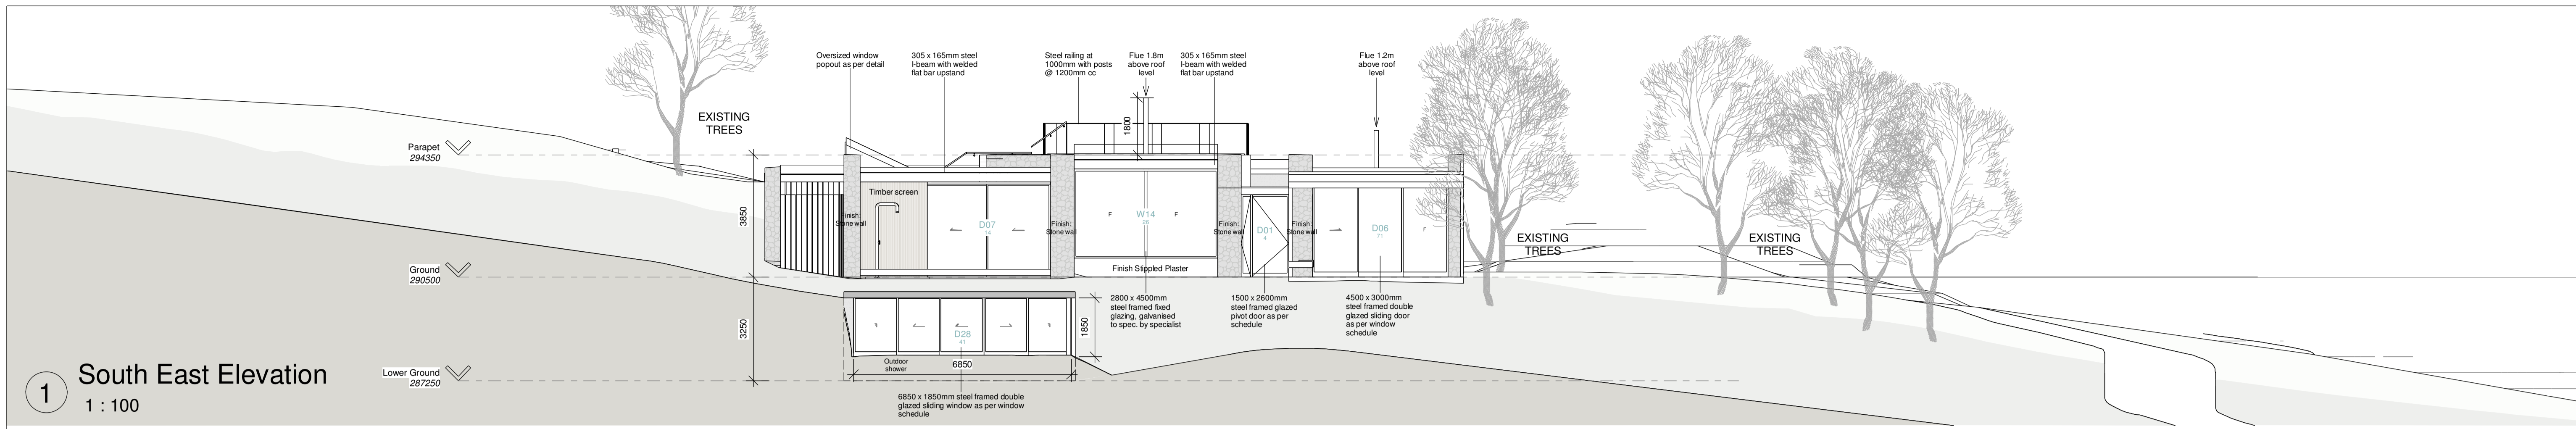 Oversized window
popout as per detail
305 x 165mm steel
I-beam with welded
flat bar upstand
Steel railing at
1000mm with posts
@ 1200mm cc
Flue 1.8m
above roof
level
305 x 165mm steel
I-beam with welded
flat bar upstand
Flue 1.2m
above roof
level
EXISTING
TREES
1800
Parapet
294350
Timber screen
3850
Finish:
Stone wall
D07
14
Finish:
Stone wall
F
W14
26
F
Finish:
Stone wall
D01
4
Finish:
Stone wall
D06
71
F
EXISTING
TREES
EXISTING
TREES
Ground
290500
Finish Stippled Plaster
2800 x 4500mm
steel framed fixed
glazing, galvanised
to spec. by specialist
1500 x 2600mm
steel framed glazed
pivot door as per
schedule
4500 x 3000mm
steel framed double
glazed sliding door
as per window
schedule
3250
D28
41
1850
Outdoor
shower
6850
Lower Ground
287250
6850 x 1850mm steel framed double
glazed sliding window as per window
schedule
1
South East Elevation
1 : 100